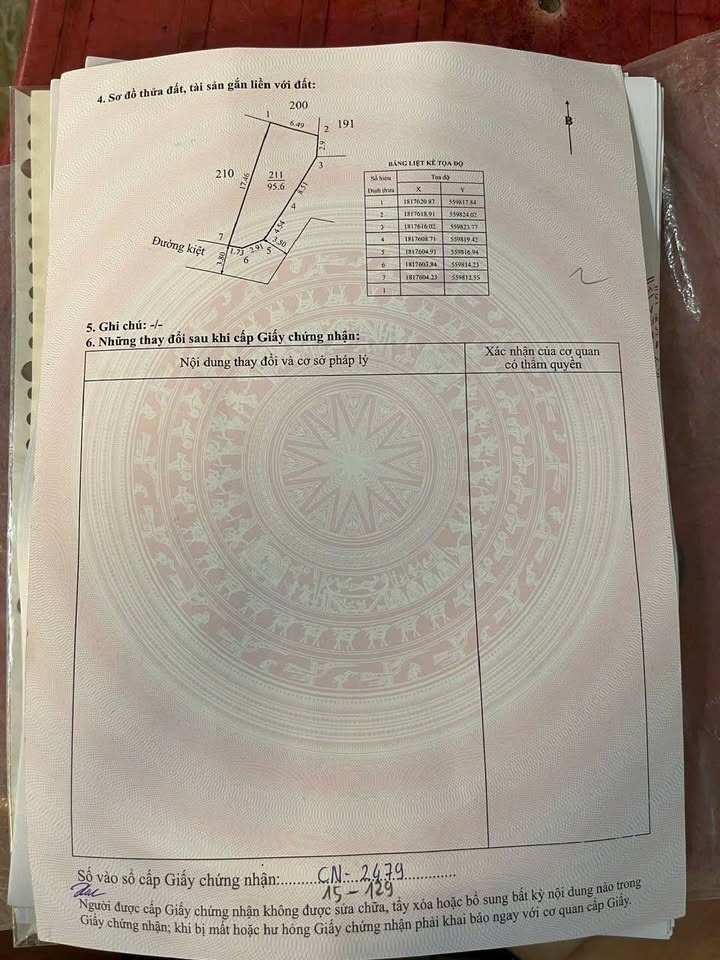 4. Sơ đồ thửa đất, tài sản gắn liền với đất:
200
1
6.49
2
191
2.9
3
210
17.46
211
95.6
8.51
4
4.54
7
Đường kiệt
1.73
2.91
5
3.50
3.80
6
B
BẢNG LIỆT KÊ TỌA ĐỘ
Số hiệu Đỉnh thửa Tọa độ
X Y
1 1817620.87 559817.84
2 1817618.91 559824.02
3 1817616.02 559823.77
4 1817608.71 559819.42
5 1817604.91 559816.94
6 1817603.84 559814.23
7 1817604.23 559812.55
1
5. Ghi chú: -/-
6. Những thay đổi sau khi cấp Giấy chứng nhận:
Nội dung thay đổi và cơ sở pháp lý
Xác nhận của cơ quan
có thẩm quyền
Số vào sổ cấp Giấy chứng nhận:...........CN-2479..............
15-129
Người được cấp Giấy chứng nhận không được sửa chữa, tẩy xóa hoặc bổ sung bất kỳ nội dung nào trong
Giấy chứng nhận; khi bị mất hoặc hư hỏng Giấy chứng nhận phải khai báo ngay với cơ quan cấp Giấy.